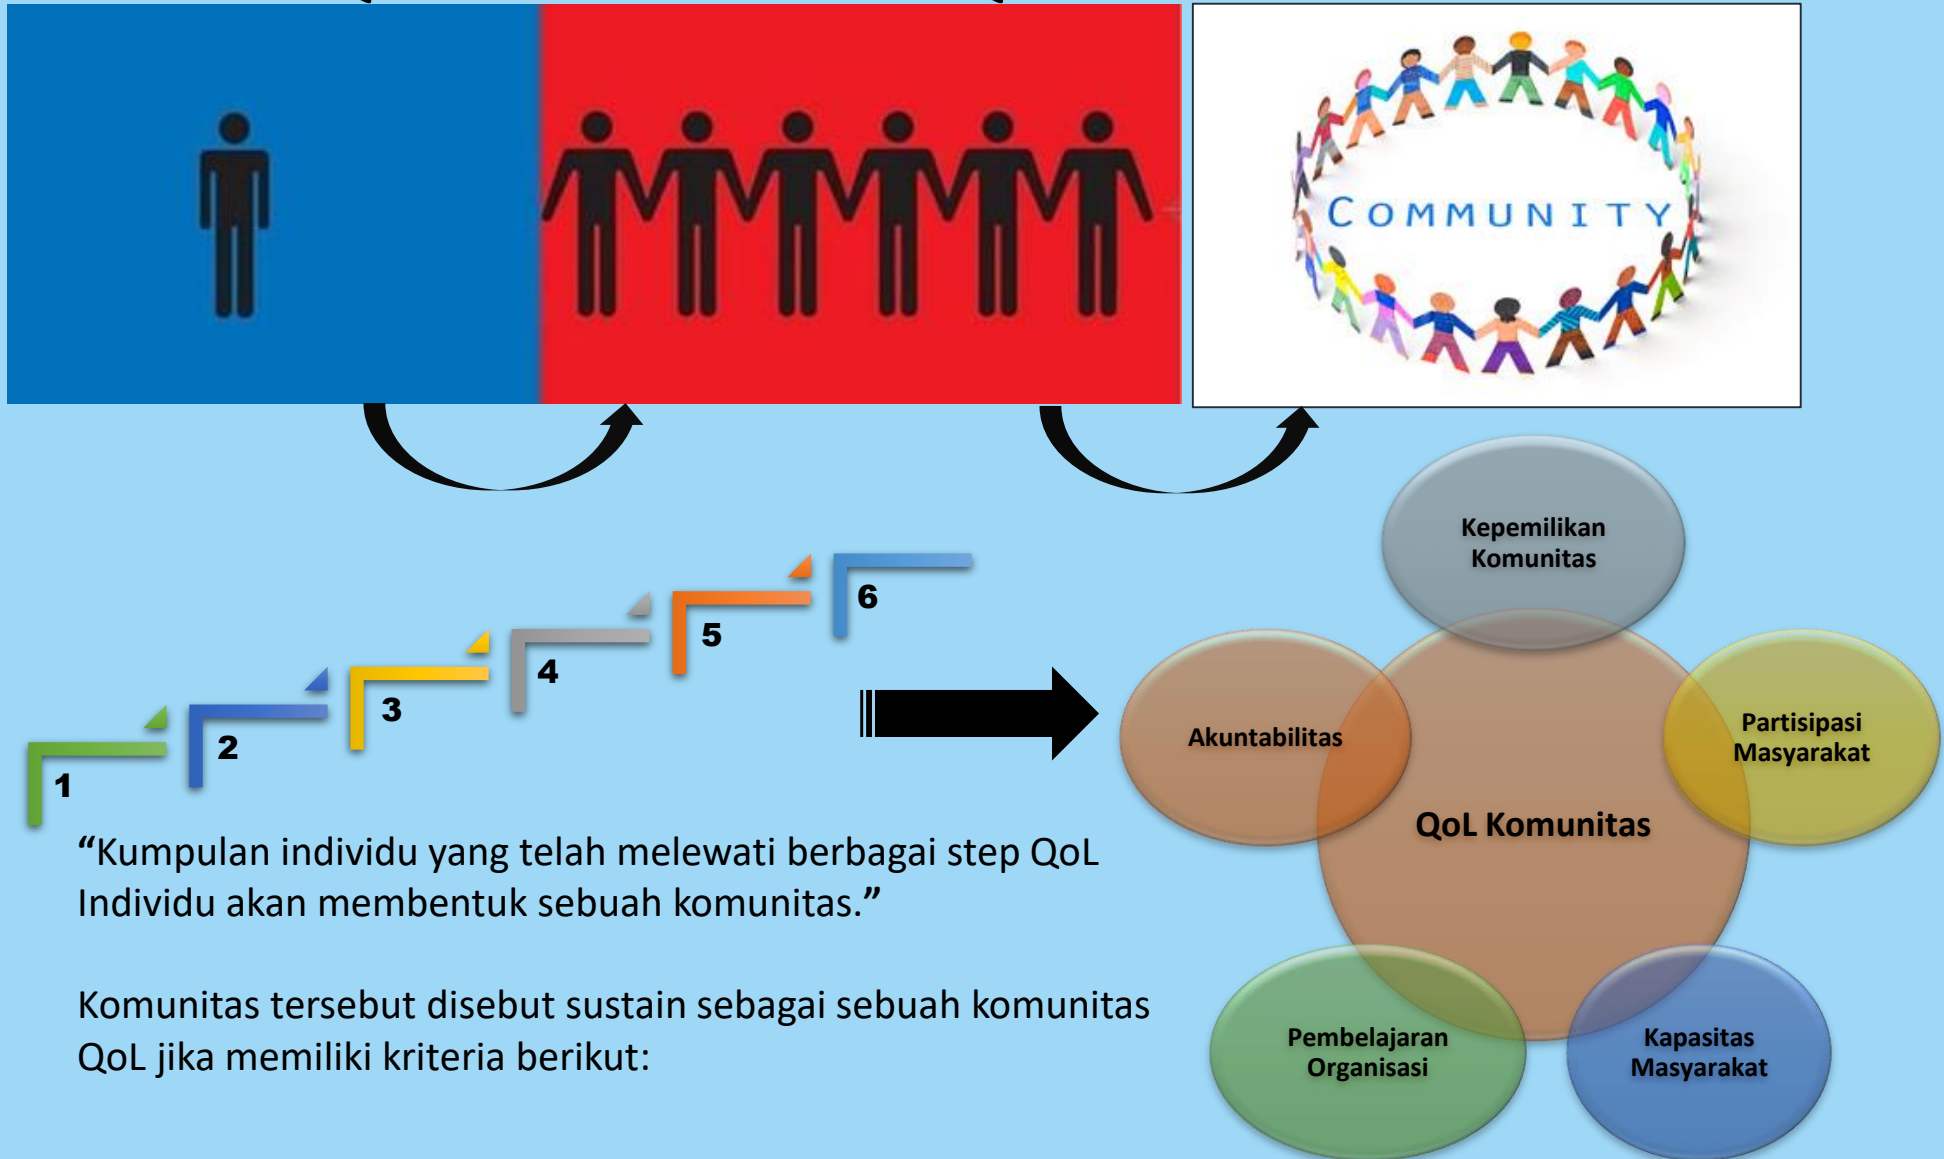 COMMUNITY
1
2
3
4
5
6
“Kumpulan individu yang telah melewati berbagai step QoL
Individu akan membentuk sebuah komunitas.”
Komunitas tersebut disebut sustain sebagai sebuah komunitas
QoL jika memiliki kriteria berikut:
Kepemilikan
Komunitas
Akuntabilitas
Partisipasi
Masyarakat
QoL Komunitas
Pembelajaran
Organisasi
Kapasitas
Masyarakat